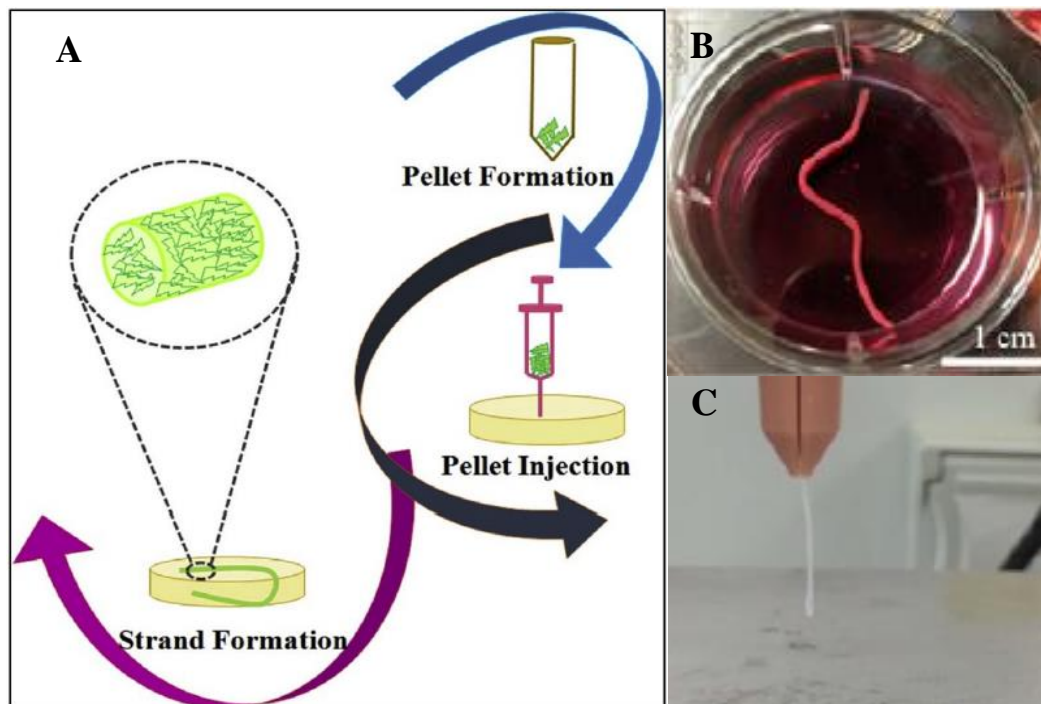 A
Pellet Formation
Pellet Injection
Strand Formation
B
1 cm
C